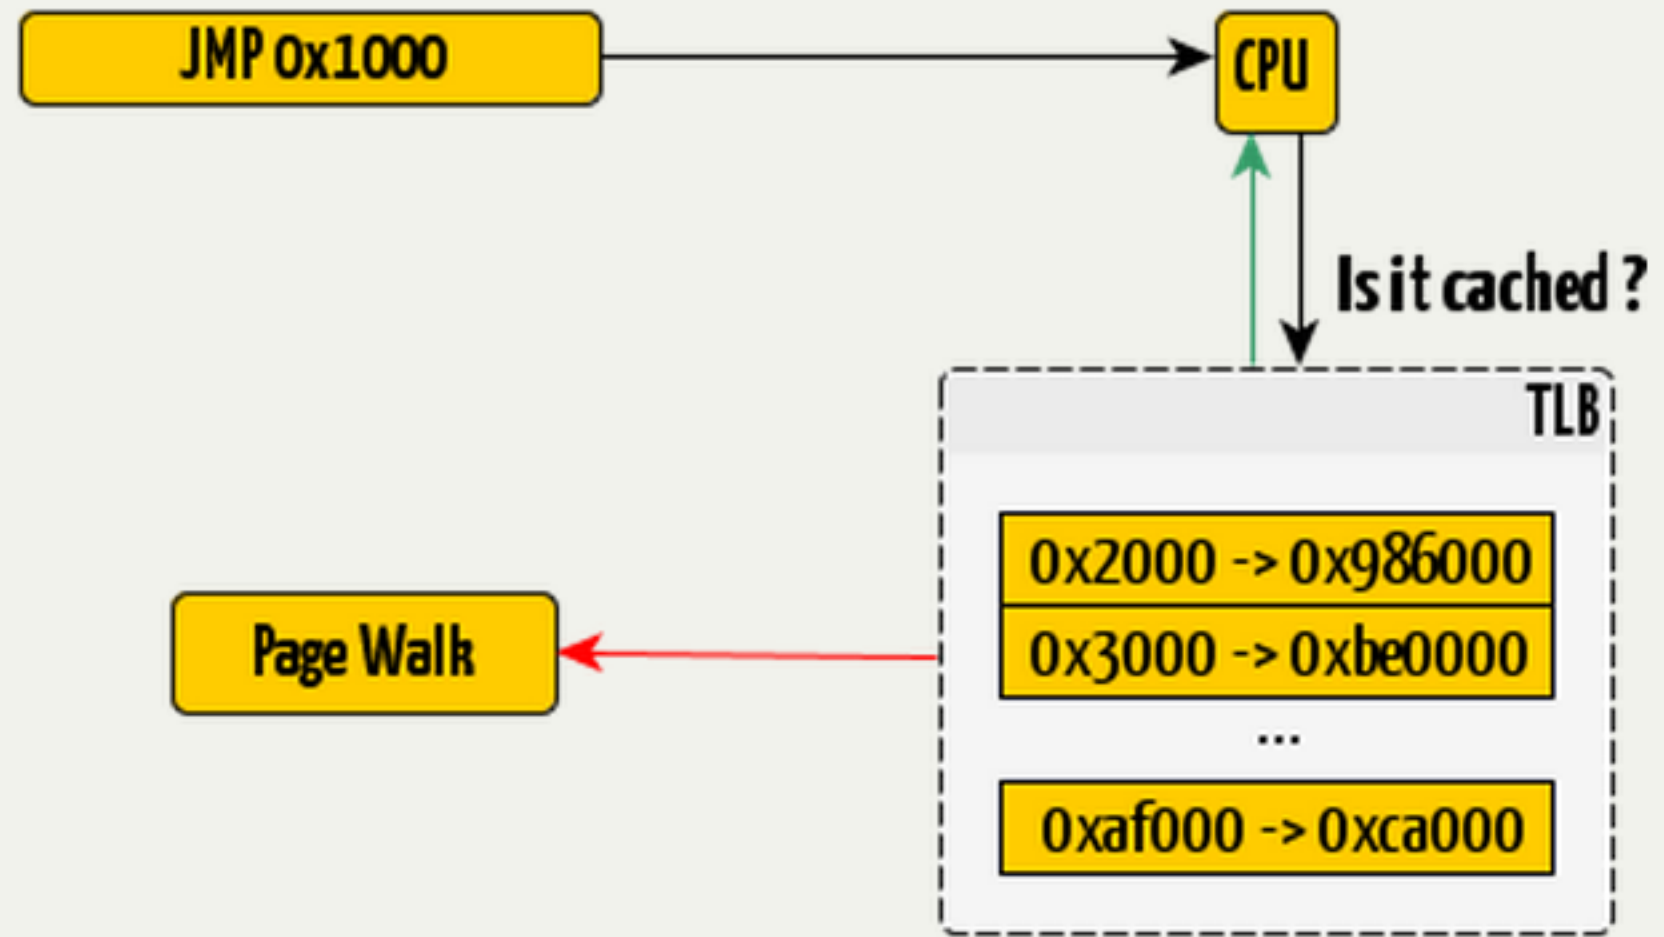 JMP 0x1000
CPU
Is it cached ?
TLB
0x2000 -> 0x986000
0x3000 -> 0xbe0000
Page Walk
...
0xaf000 -> 0xca000